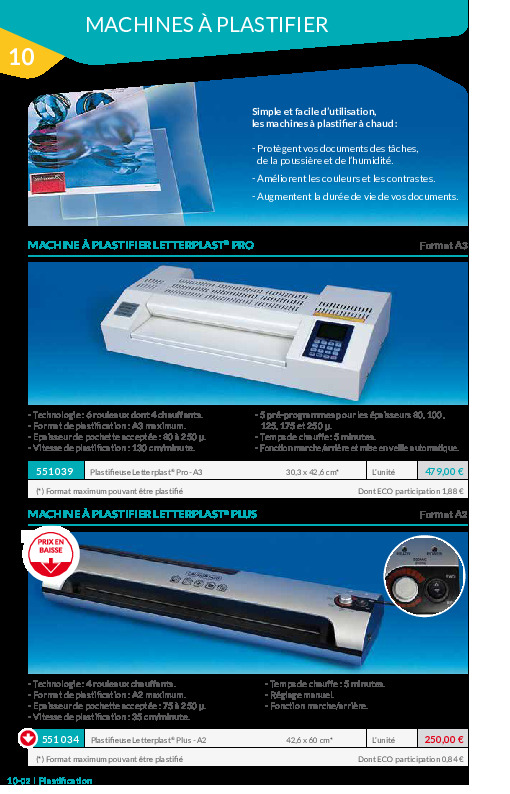 MACHINES À PLASTIFIER
10
Simple et facile d'utilisation,
les machines à plastifier à chaud :
- Protègent vos documents des tâches,
de la poussière et de l'humidité.
- Améliorent les couleurs et les contrastes.
- Augmentent la durée de vie de vos documents.
MACHINE À PLASTIFIER LETTERPLAST® PRO Format A3
- Technologie : 6 rouleaux dont 4 chauffants.
- Format de plastification : A3 maximum.
- Epaisseur de pochette acceptée : 80 à 250 µ.
- Vitesse de plastification : 130 cm/minute.
- 5 pré-programmes pour les épaisseurs 80, 100,
125, 175 et 250 µ.
- Temps de chauffe : 5 minutes.
- Fonction marche/arrière et mise en veille automatique.
551 039 Plastifieuse Letterplast® Pro - A3 30,3 x 42,6 cm* L'unité 479,00 €
(*) Format maximum pouvant être plastifié Dont ECO participation 1,88 €
MACHINE À PLASTIFIER LETTERPLAST® PLUS Format A2
PRIX EN
BAISSE
- Technologie : 4 rouleaux chauffants.
- Format de plastification : A2 maximum.
- Epaisseur de pochette acceptée : 75 à 250 µ.
- Vitesse de plastification : 35 cm/minute.
- Temps de chauffe : 5 minutes.
- Réglage manuel.
- Fonction marche/arrière.
551 034 Plastifieuse Letterplast® Plus - A2 42,6 x 60 cm* L'unité 250,00 €
(*) Format maximum pouvant être plastifié Dont ECO participation 0,84 €
10-02 | Plastification